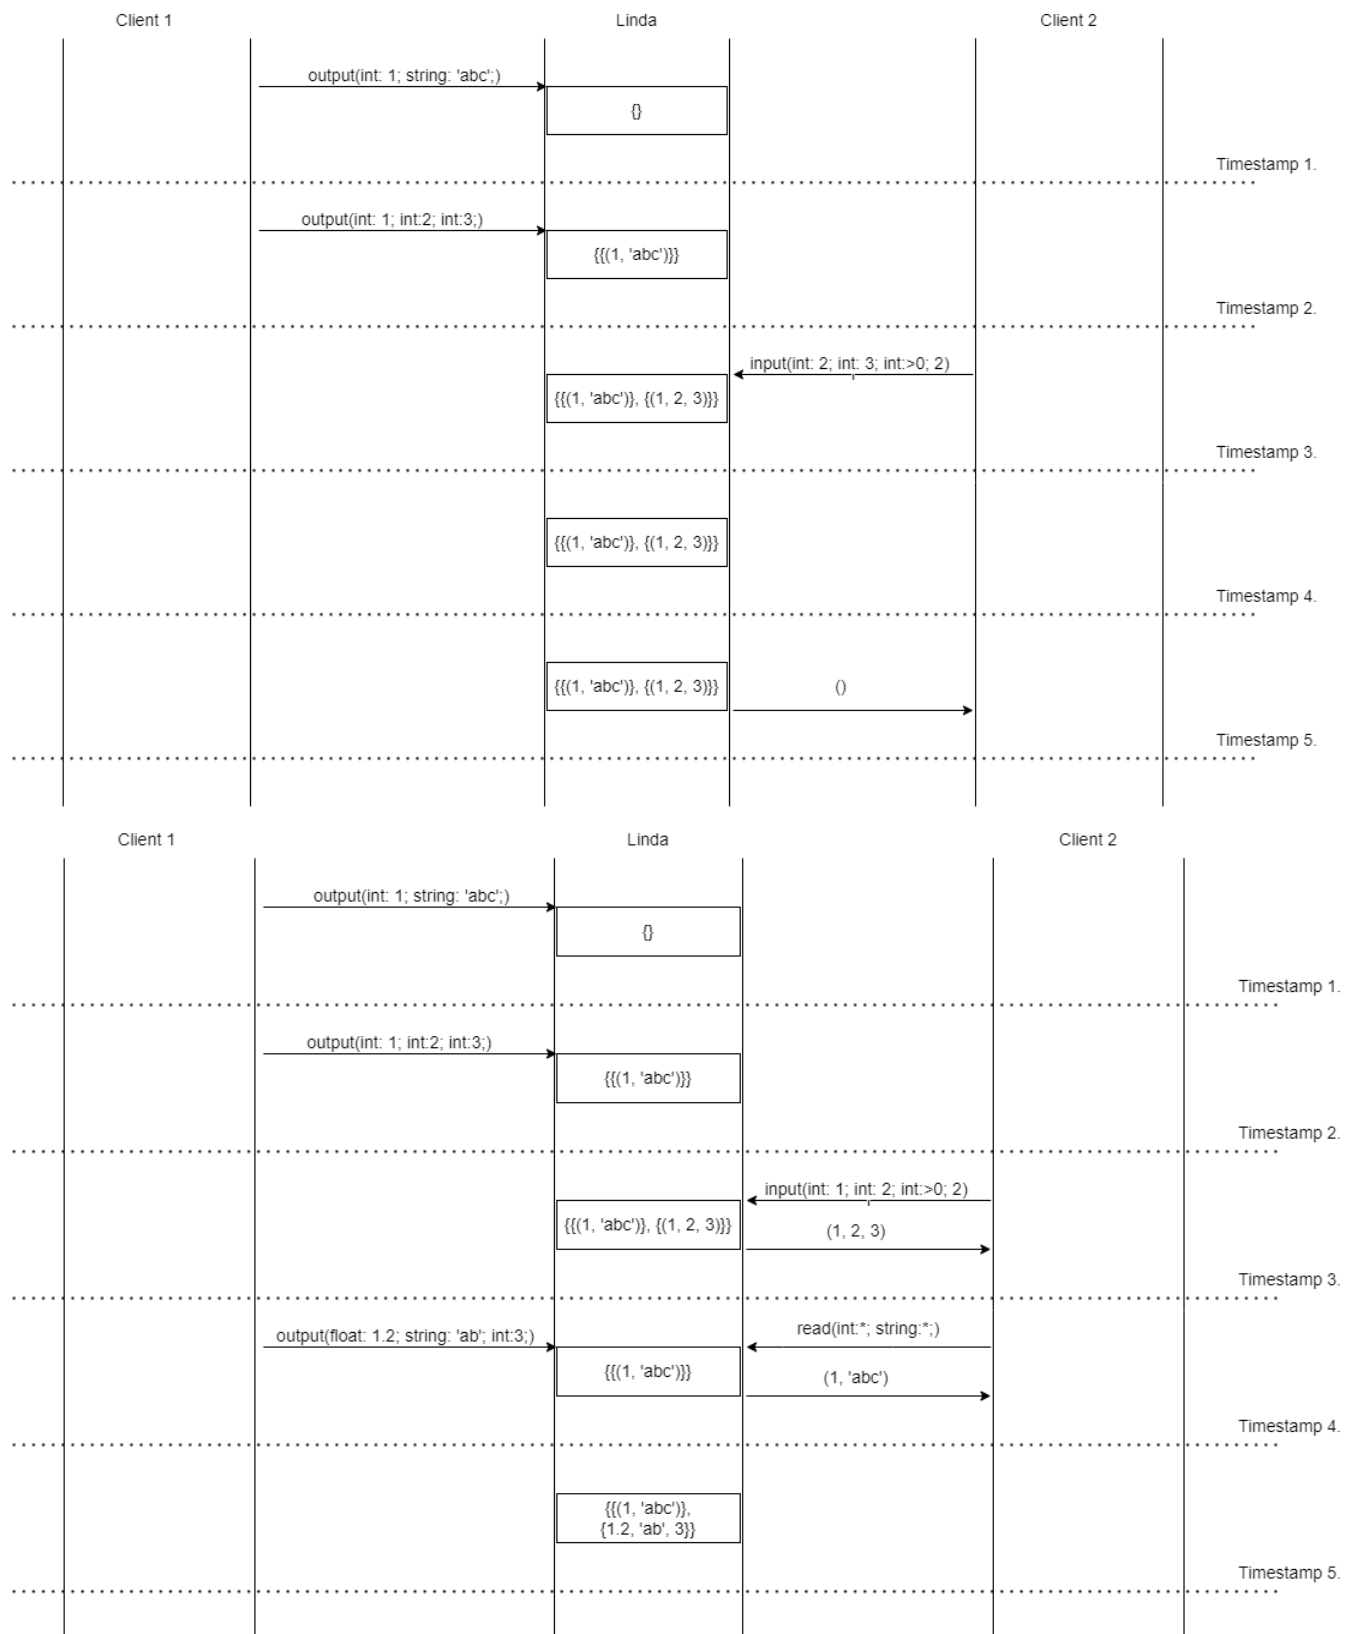 Client 1 Linda Client 2
output(int: 1; string: 'abc';)
{}
Timestamp 1.
output(int: 1; int:2; int:3;)
{{(1, 'abc')}}
Timestamp 2.
input(int: 2; int: 3; int:>0; 2)
{{(1, 'abc')}, {(1, 2, 3)}}
Timestamp 3.
{{(1, 'abc')}, {(1, 2, 3)}}
Timestamp 4.
{{(1, 'abc')}, {(1, 2, 3)}} ()
Timestamp 5.
Client 1 Linda Client 2
output(int: 1; string: 'abc';)
{}
Timestamp 1.
output(int: 1; int:2; int:3;)
{{(1, 'abc')}}
Timestamp 2.
input(int: 1; int: 2; int:>0; 2)
{{(1, 'abc')}, {(1, 2, 3)}} (1, 2, 3)
Timestamp 3.
output(float: 1.2; string: 'ab'; int:3;) read(int:*; string:*;)
{{(1, 'abc')}} (1, 'abc')
Timestamp 4.
{{(1, 'abc')},
{1.2, 'ab', 3}}
Timestamp 5.